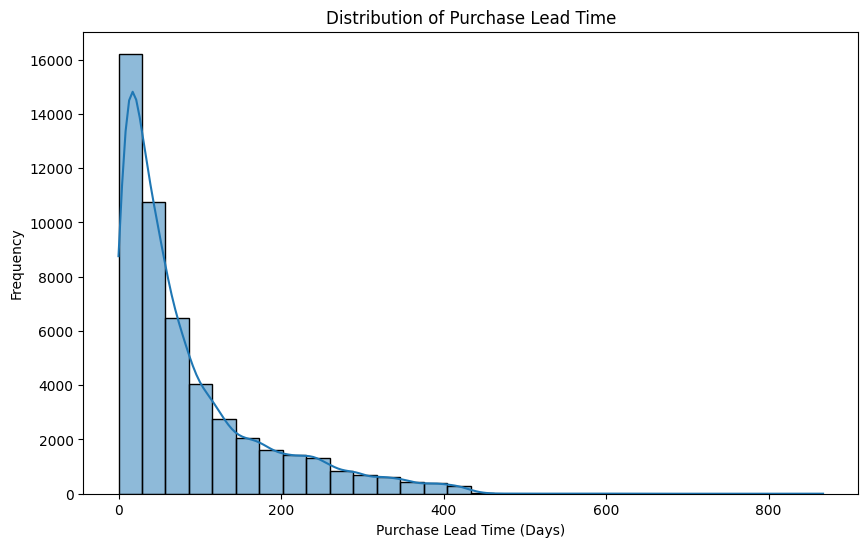 Distribution of Purchase Lead Time
16000
14000
12000
10000
8000
6000
4000
2000
0
Frequency
0 200 400 600 800
Purchase Lead Time (Days)